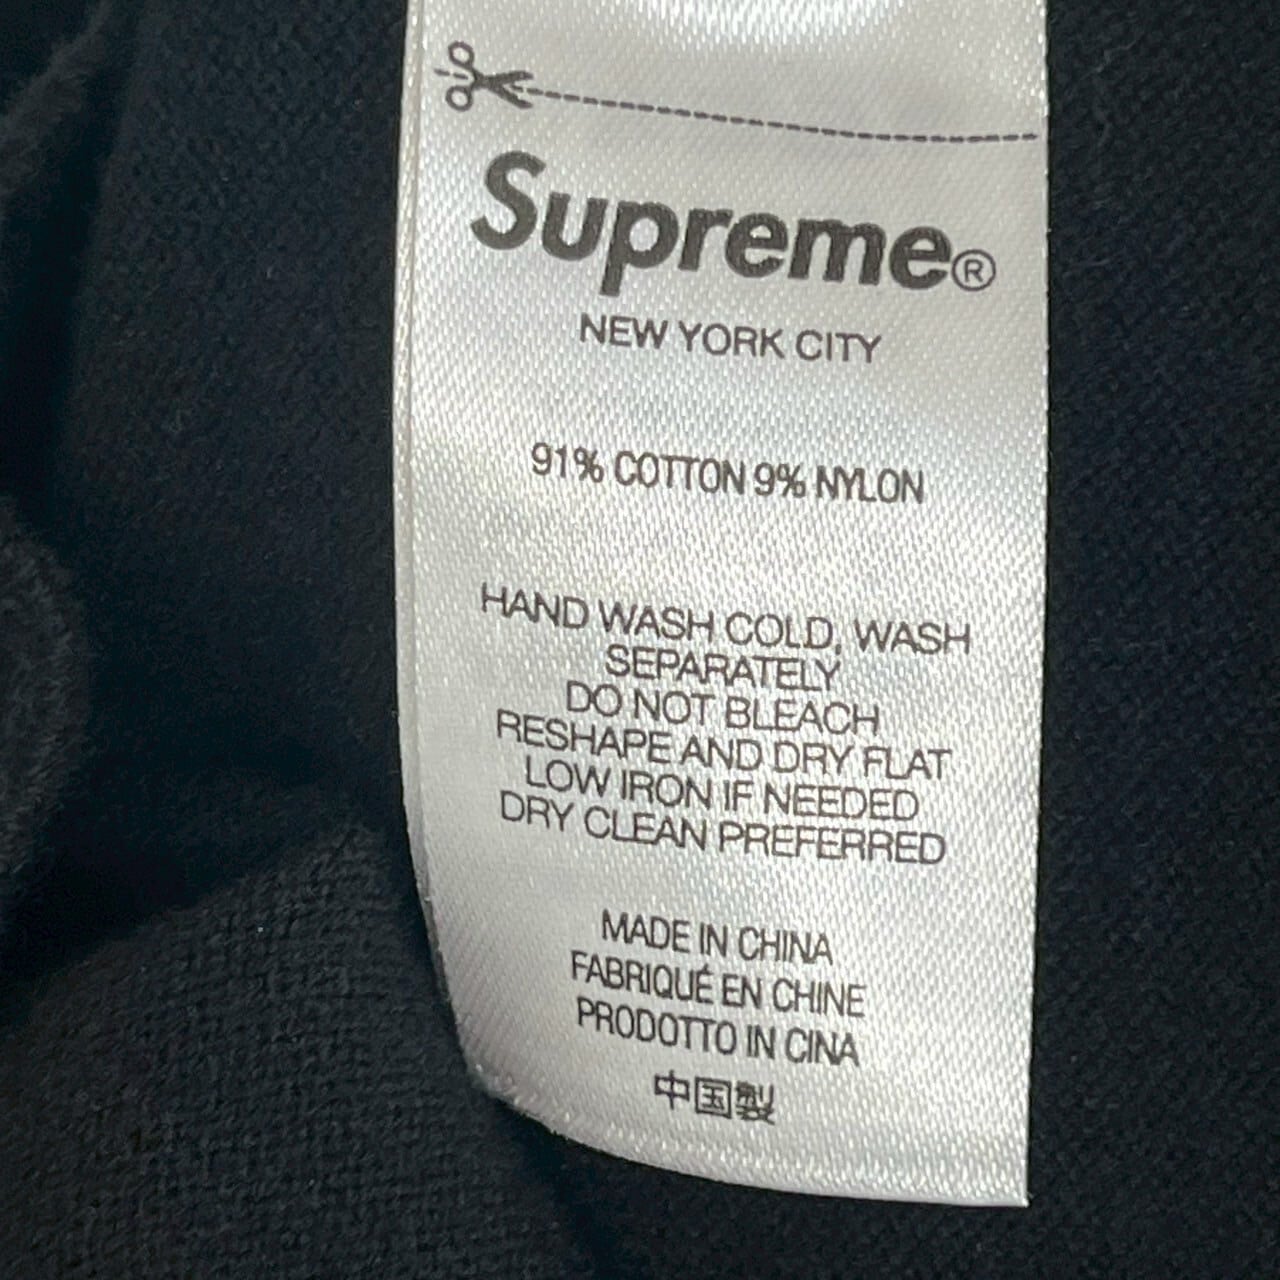 Supreme®
NEW YORK CITY
91% COTTON 9% NYLON
HAND WASH COLD, WASH
SEPARATELY
DO NOT BLEACH
RESHAPE AND DRY FLAT
LOW IRON IF NEEDED
DRY CLEAN PREFERRED
MADE IN CHINA
FABRIQUÉ EN CHINE
PRODOTTO IN CINA
中国製